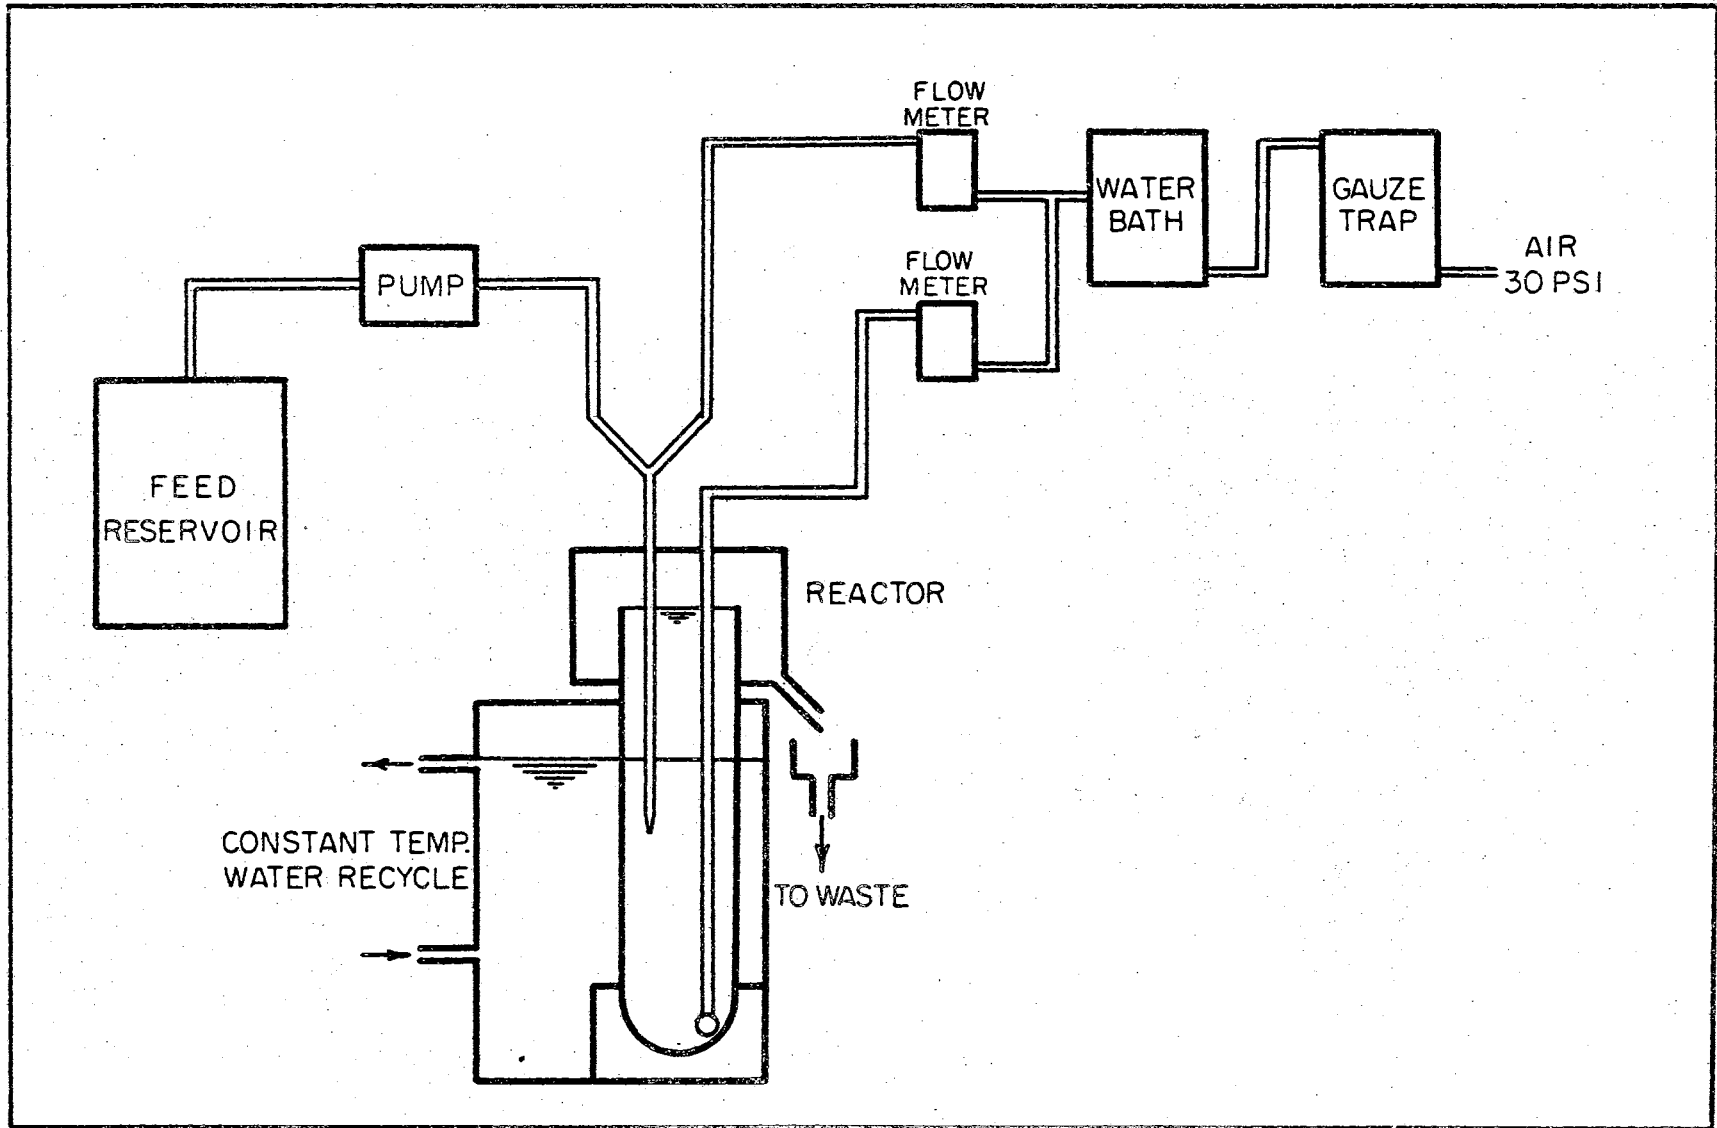 FLOW
METER
WATER
BATH
GAUZE
TRAP
AIR
30 PSI
FLOW
METER
PUMP
FEED
RESERVOIR
REACTOR
CONSTANT TEMP.
WATER RECYCLE
TO WASTE